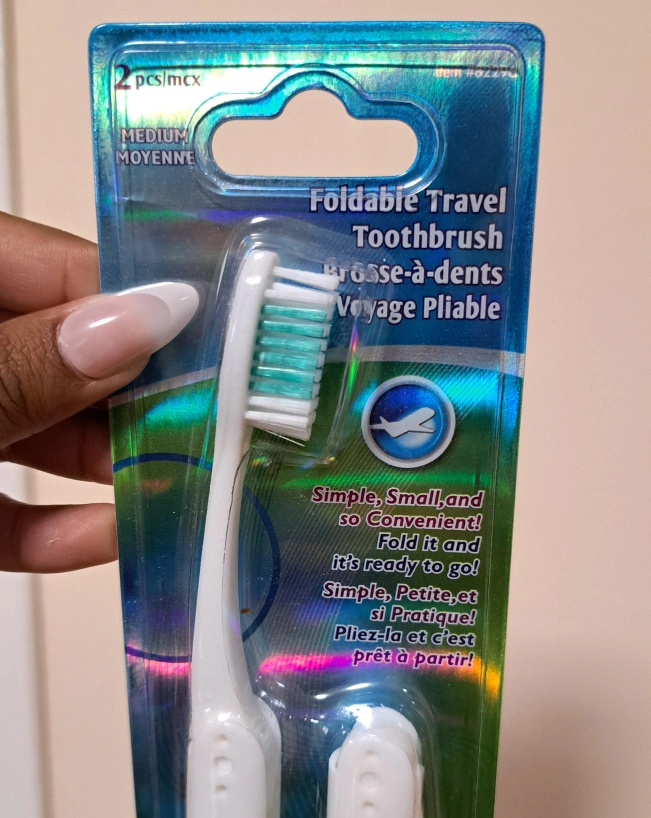 2 pcs/mcx
MEDIUM
MOYENNE
Foldable Travel
Toothbrush
Brosse-à-dents
Voyage Pliable
Simple, Small,and
so Convenient!
Fold it and
it's ready to go!
Simple, Petite,et
si Pratique!
Pliez-la et c'est
prêt à partir!